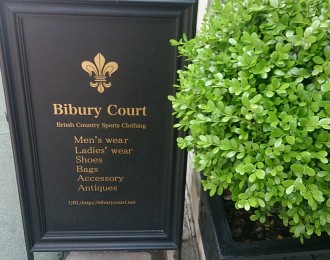 Bibury Court
British Country Sports Clothing
Men's wear
Ladies' wear
Shoes
Bags
Accessory
Antiques
URL:http://biburycourt.net